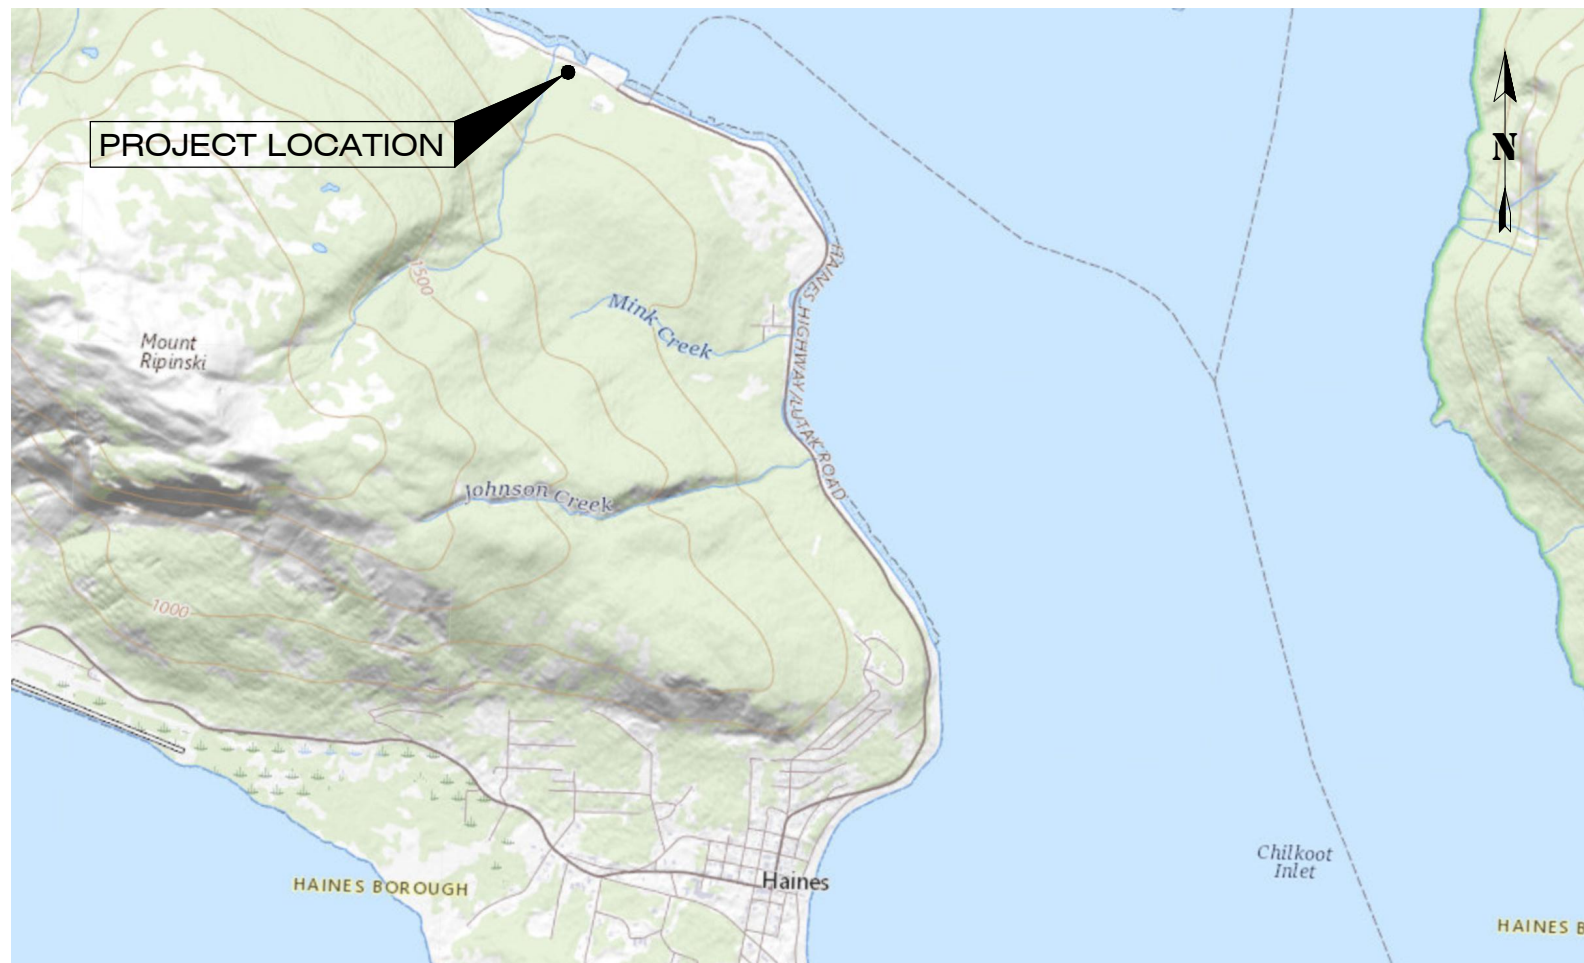 PROJECT LOCATION
N
1500
HAINES HIGHWAY/LUTAK ROAD
Mink Creek
Mount
Ripinski
Johnson Creek
1000
Chilkoot
Inlet
Haines
HAINES BOROUGH
HAINES B